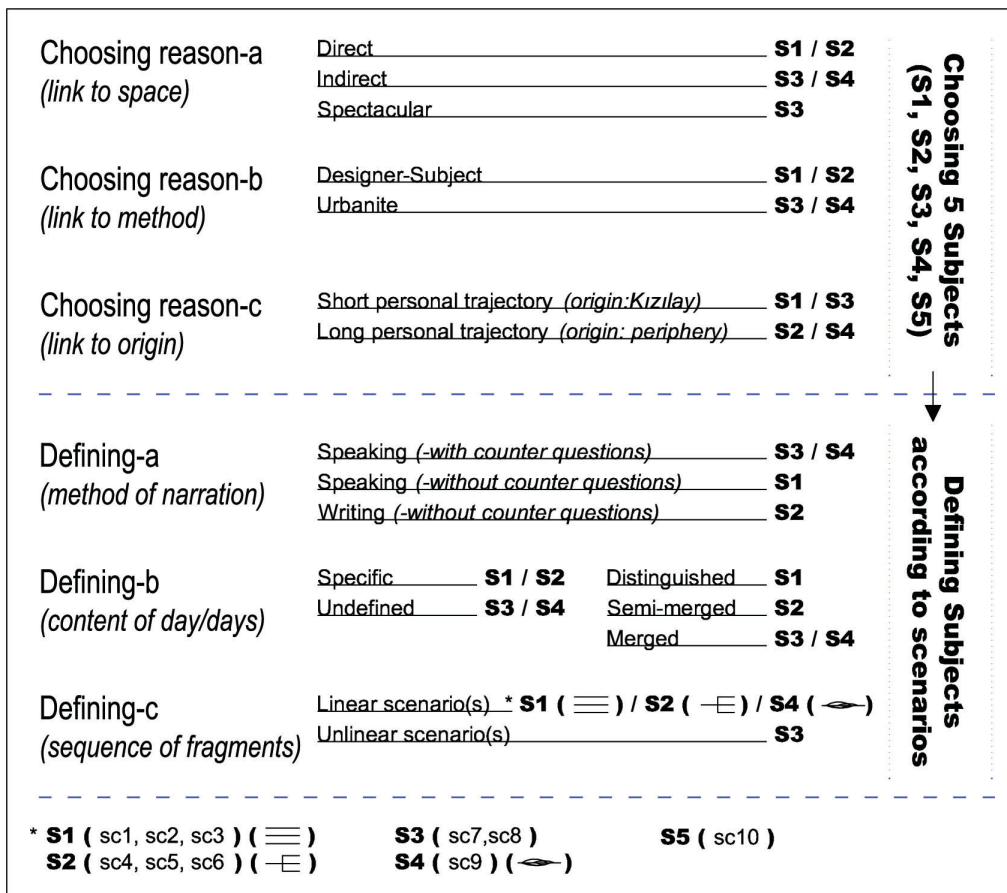 Choosing reason-a
(link to space)
Direct S1 / S2
Indirect S3 / S4
Spectacular S3
Choosing reason-b
(link to method)
Designer-Subject S1 / S2
Urbanite S3 / S4
Choosing reason-c
(link to origin)
Short personal trajectory (origin:Kızılay) S1 / S3
Long personal trajectory (origin: periphery) S2 / S4
Choosing 5 Subjects
(S1, S2, S3, S4, S5)
Defining-a
(method of narration)
Speaking (-with counter questions) S3 / S4
Speaking (-without counter questions) S1
Writing (-without counter questions) S2
Defining-b
(content of day/days)
Specific S1 / S2 Distinguished S1
Undefined S3 / S4 Semi-merged S2
Merged S3 / S4
Defining-c
(sequence of fragments)
Linear scenario(s) * S1 ( ) / S2 ( ) / S4 ( )
Unlinear scenario(s) S3
Defining Subjects
according to scenarios
* S1 ( sc1, sc2, sc3 ) ( ) S3 ( sc7,sc8 ) S5 ( sc10 )
S2 ( sc4, sc5, sc6 ) ( ) S4 ( sc9 ) ( )